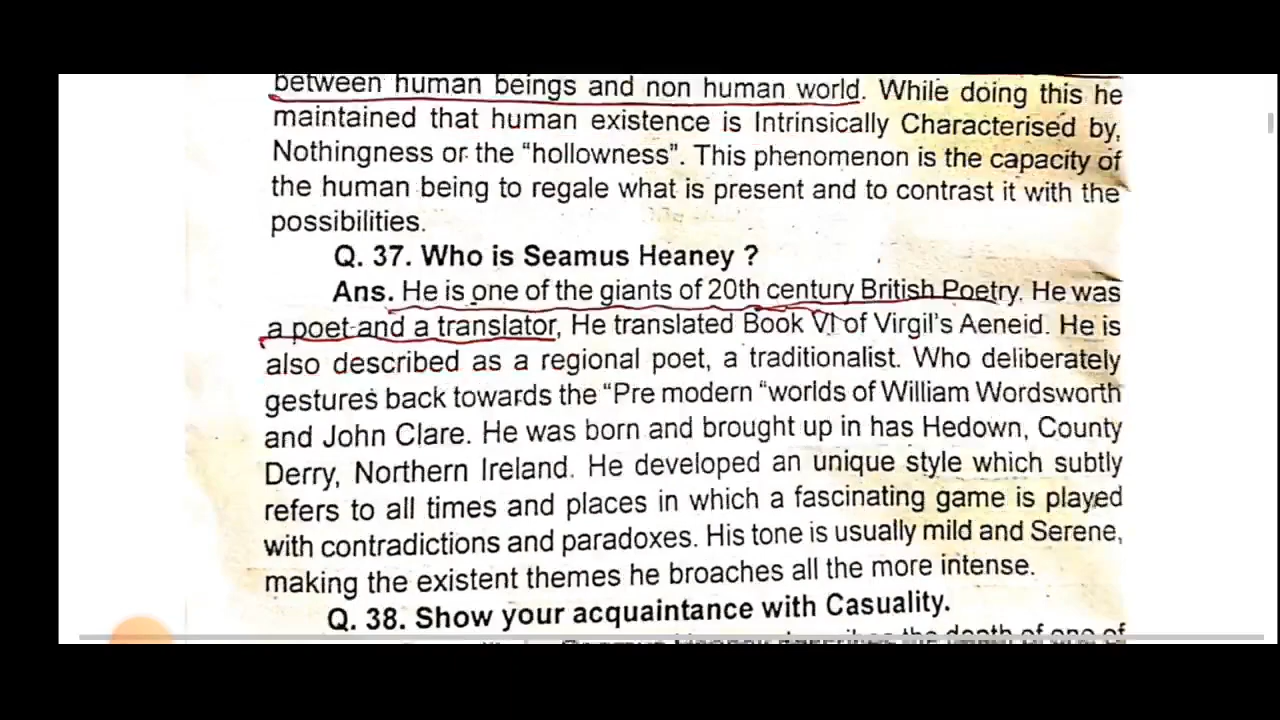 between human beings and non human world. While doing this he
maintained that human existence is Intrinsically Characterised by,
Nothingness or the “hollowness”. This phenomenon is the capacity of
the human being to regale what is present and to contrast it with the
possibilities.
Q. 37. Who is Seamus Heaney ?
Ans. He is one of the giants of 20th century British Poetry. He was
a poet and a translator, He translated Book VI of Virgil's Aeneid. He is
also described as a regional poet, a traditionalist. Who deliberately
gestures back towards the “Pre modern “worlds of William Wordsworth
and John Clare. He was born and brought up in has Hedown, County
Derry, Northern Ireland. He developed an unique style which subtly
refers to all times and places in which a fascinating game is played
with contradictions and paradoxes. His tone is usually mild and Serene,
making the existent themes he broaches all the more intense.
Q. 38. Show your acquaintance with Casuality.
the depth of one of